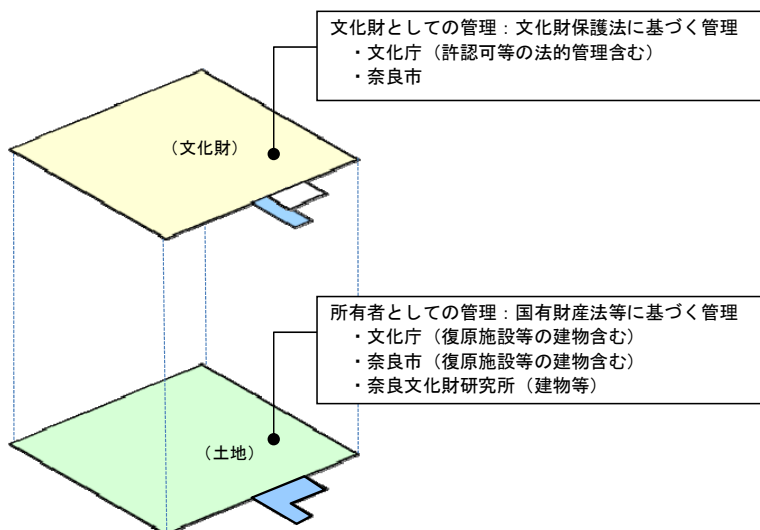 文化財としての管理：文化財保護法に基づく管理
・文化庁（許認可等の法的管理含む）
・奈良市
（文化財）
所有者としての管理：国有財産法等に基づく管理
・文化庁（復原施設等の建物含む）
・奈良市（復原施設等の建物含む）
・奈良文化財研究所（建物等）
（土地）